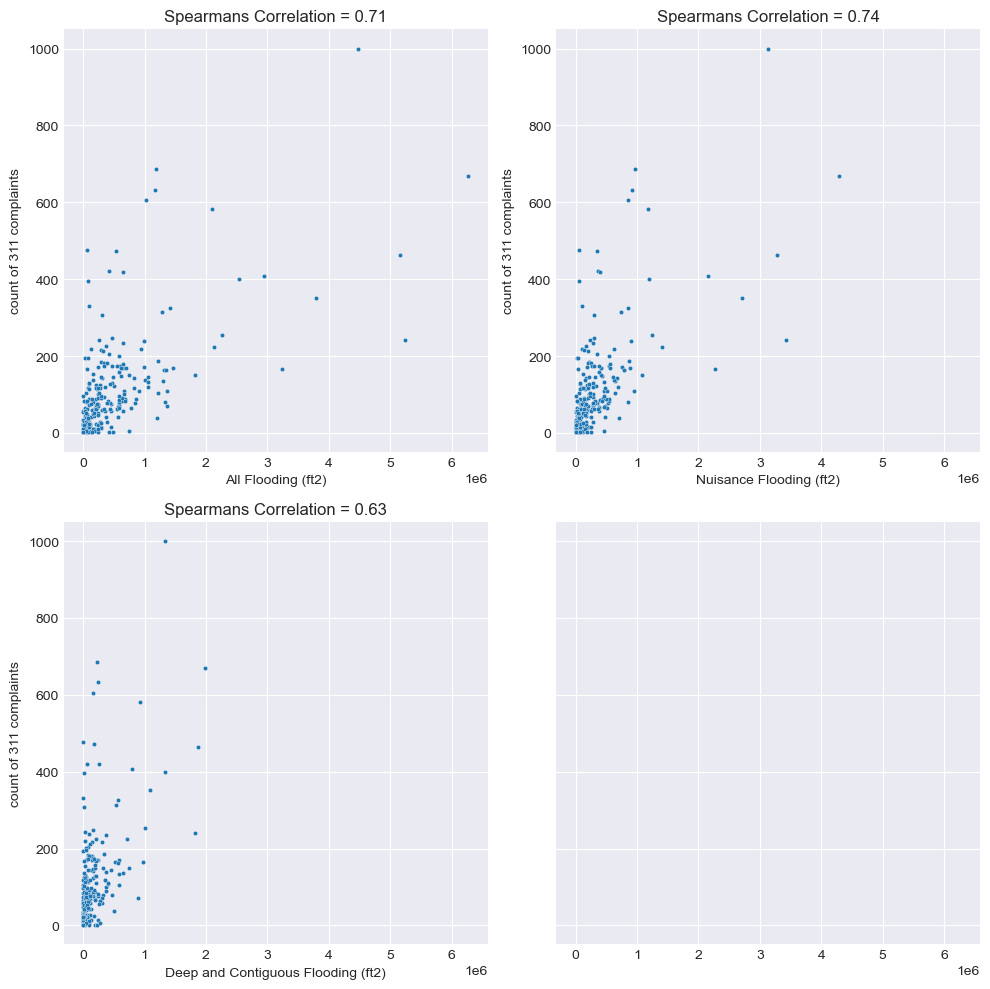 Spearmans Correlation = 0.71
1000
800
600
400
200
0
count of 311 complaints
0 1 2 3 4 5 6
1e6
All Flooding (ft2)
Spearmans Correlation = 0.74
1000
800
600
400
200
0
count of 311 complaints
0 1 2 3 4 5 6
1e6
Nuisance Flooding (ft2)
Spearmans Correlation = 0.63
1000
800
600
400
200
0
count of 311 complaints
0 1 2 3 4 5 6
1e6
Deep and Contiguous Flooding (ft2)
0 1 2 3 4 5 6
1e6